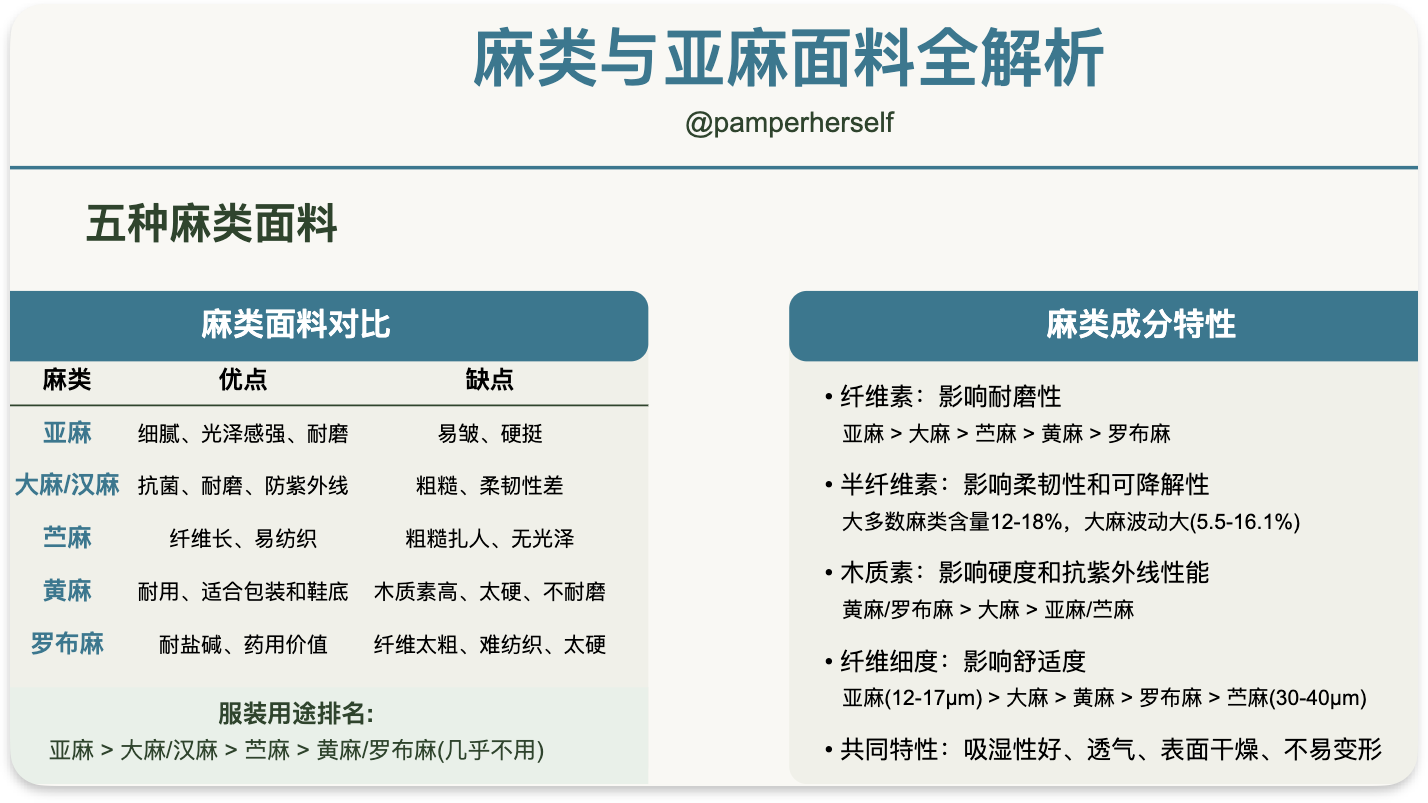 麻类与亚麻面料全解析
@pamperherself
五种麻类面料
麻类面料对比
麻类 优点 缺点
亚麻 细腻、光泽感强、耐磨 易皱、硬挺
大麻/汉麻 抗菌、耐磨、防紫外线 粗糙、柔韧性差
苎麻 纤维长、易纺织 粗糙扎人、无光泽
黄麻 耐用、适合包装和鞋底 木质素高、太硬、不耐磨
罗布麻 耐盐碱、药用价值 纤维太粗、难纺织、太硬
服装用途排名:
亚麻 > 大麻/汉麻 > 苎麻 > 黄麻/罗布麻(几乎不用)
麻类成分特性
• 纤维素：影响耐磨性
亚麻 > 大麻 > 苎麻 > 黄麻 > 罗布麻
• 半纤维素：影响柔韧性和可降解性
大多数麻类含量12-18%，大麻波动大(5.5-16.1%)
• 木质素：影响硬度和抗紫外线性能
黄麻/罗布麻 > 大麻 > 亚麻/苎麻
• 纤维细度：影响舒适度
亚麻(12-17μm) > 大麻 > 黄麻 > 罗布麻 > 苎麻(30-40μm)
• 共同特性：吸湿性好、透气、表面干燥、不易变形